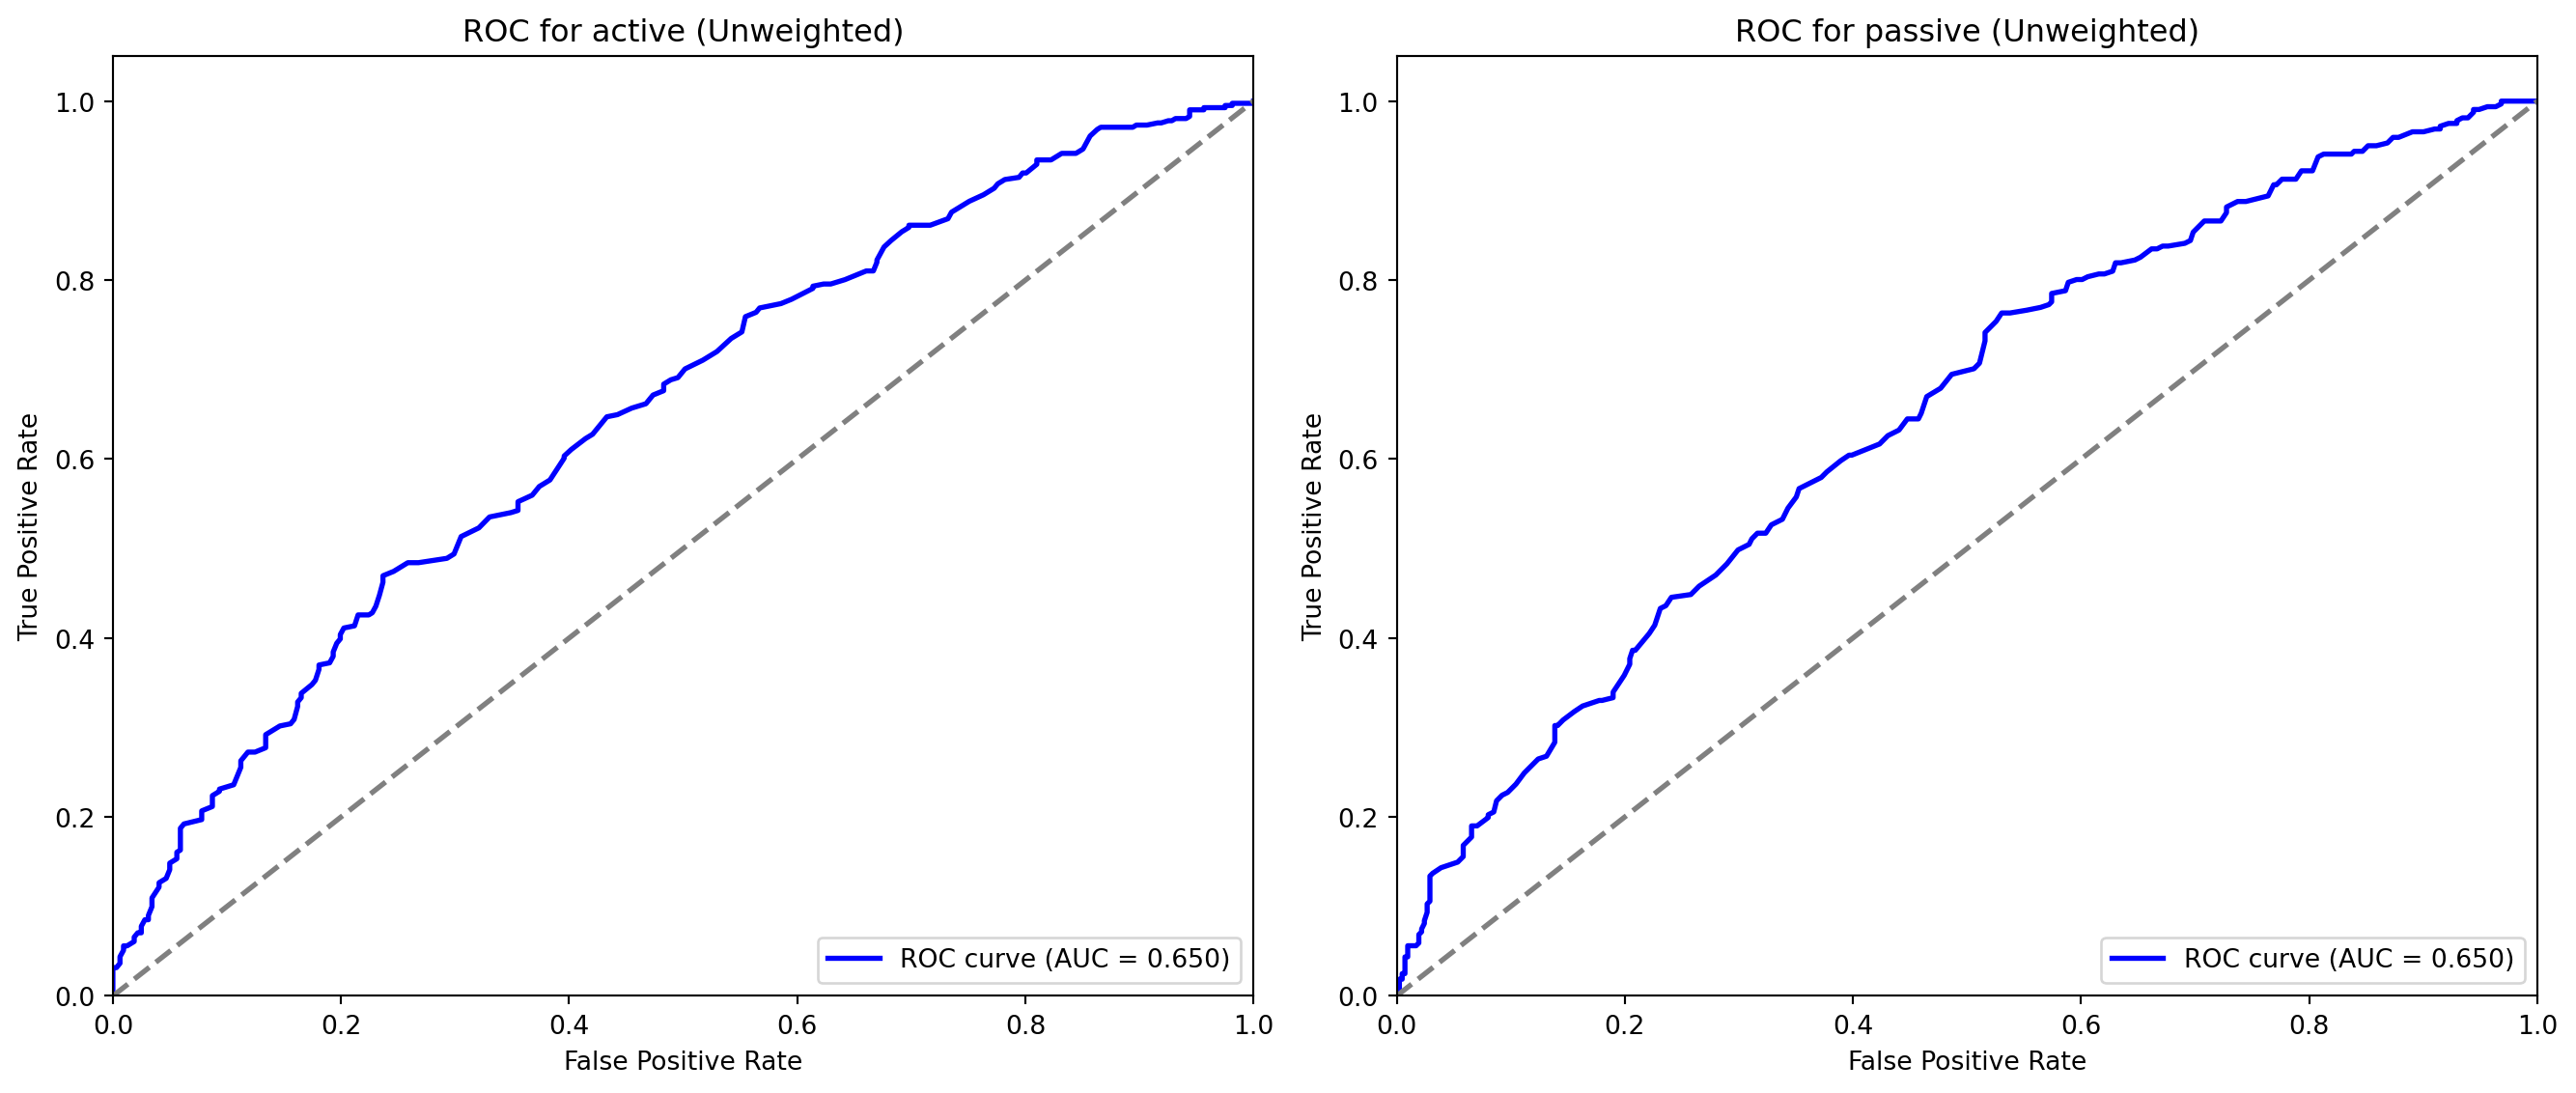 ROC for active (Unweighted)
True Positive Rate
1.0
0.8
0.6
0.4
0.2
0.0
ROC curve (AUC = 0.650)
0.0 0.2 0.4 0.6 0.8 1.0
False Positive Rate
ROC for passive (Unweighted)
True Positive Rate
1.0
0.8
0.6
0.4
0.2
0.0
ROC curve (AUC = 0.650)
0.0 0.2 0.4 0.6 0.8 1.0
False Positive Rate